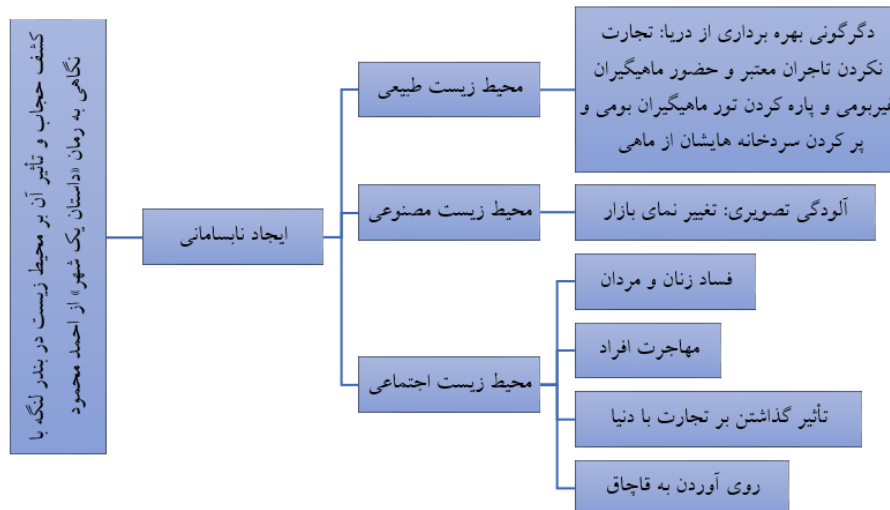 کشف حجاب و تأثیر آن بر محیط زیست در بندر لنگه با
نگاهی به رمان «داستان یک شهر» از احمد محمود
ایجاد نابسامانی
محیط زیست طبیعی
دگرگونی بهره برداری از دریا: تجارت
نکردن تاجران معتبر و حضور ماهیگیران
غیربومی و پاره کردن تور ماهیگیران بومی و
پر کردن سردخانه هایشان از ماهی
محیط زیست مصنوعی
آلودگی تصویری: تغییر نمای بازار
محیط زیست اجتماعی
فساد زنان و مردان
مهاجرت افراد
تأثیر گذاشتن بر تجارت با دنیا
روی آوردن به قاچاق